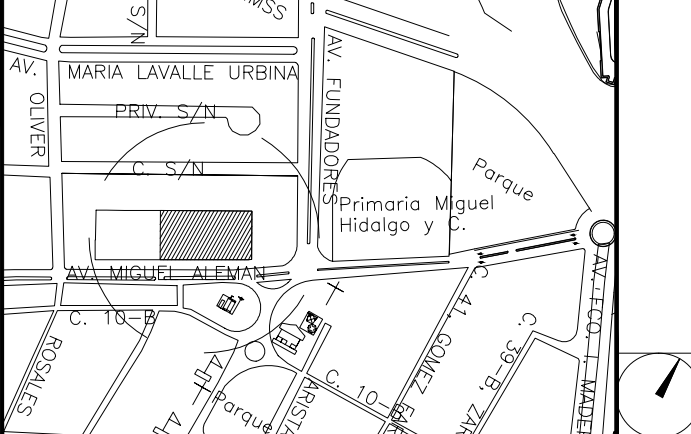 S/N
IMSS
AV.
MARIA LAVALLE URBINA
OLIVER
AV. FUNDADORES
PRIV. S/N
C. S/N
Parque
Primaria Miguel
Hidalgo y C.
AV. MIGUEL ALEMAN
C. 10-B
ROSALES
C. 41, GOMEZ
C. 39-B,
AV. FCO. I. MADE
C. 10-B
ARISTA
Parque